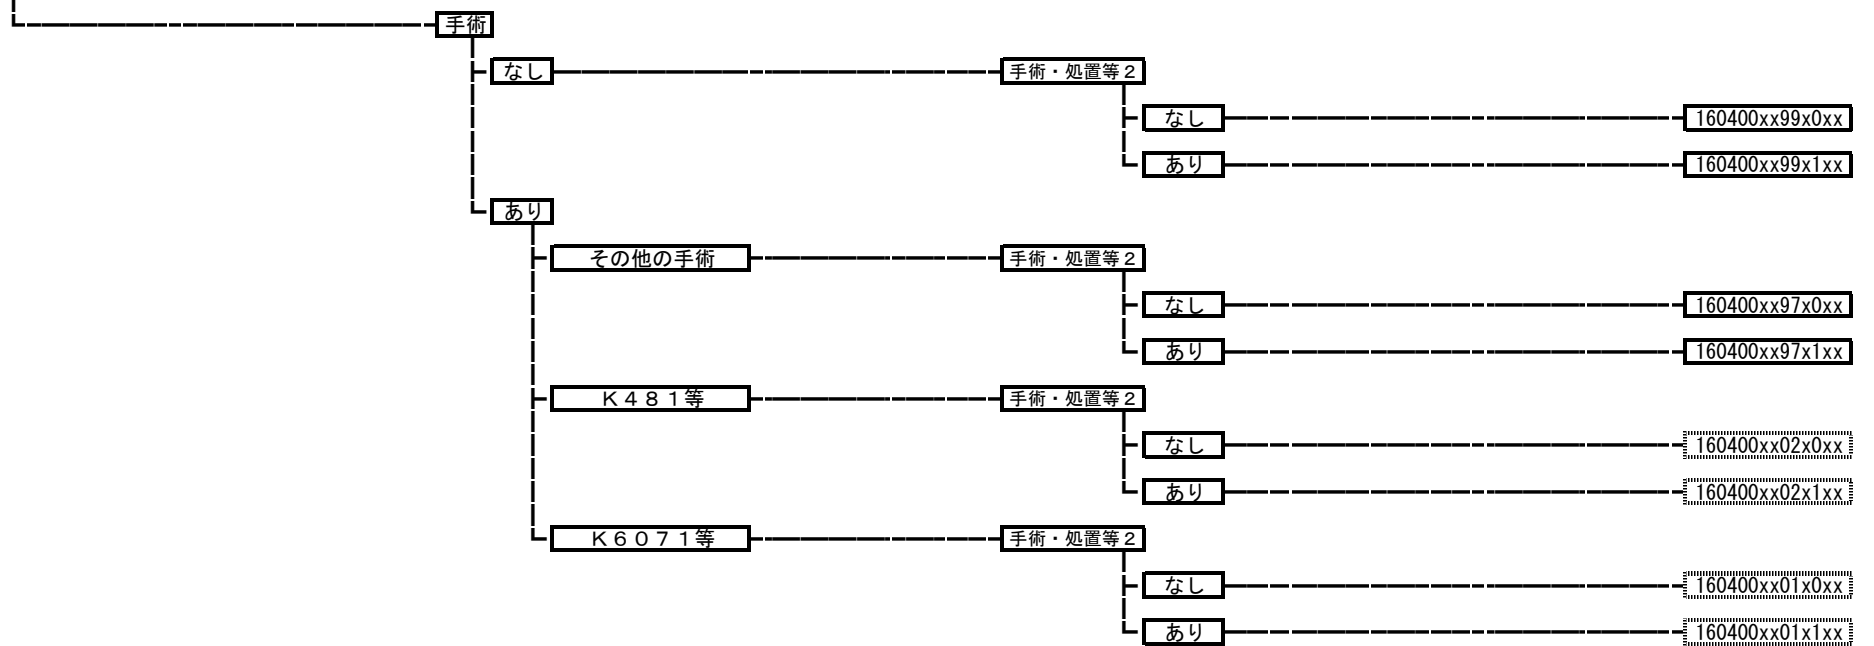 手術
なし
手術・処置等２
なし
160400xx99x0xx
あり
160400xx99x1xx
あり
その他の手術
手術・処置等２
なし
160400xx97x0xx
あり
160400xx97x1xx
Ｋ４８１等
手術・処置等２
なし
160400xx02x0xx
あり
160400xx02x1xx
Ｋ６０７１等
手術・処置等２
なし
160400xx01x0xx
あり
160400xx01x1xx